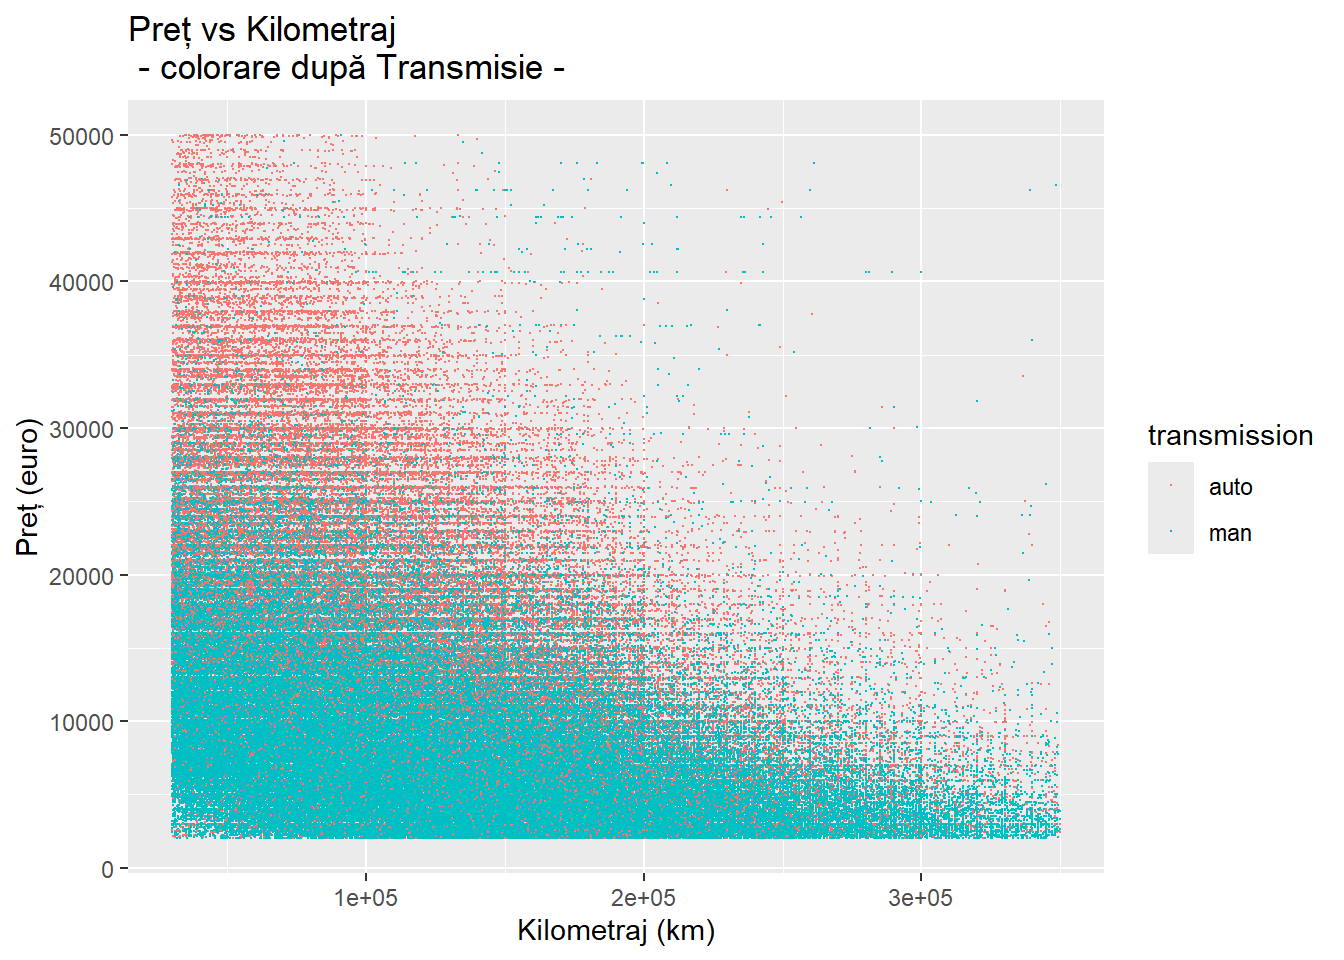 Preț vs Kilometraj
- colorare după Transmisie -
Preț (euro)
50000
40000
30000
20000
10000
0
1e+05
2e+05
3e+05
Kilometraj (km)
transmission
auto
man